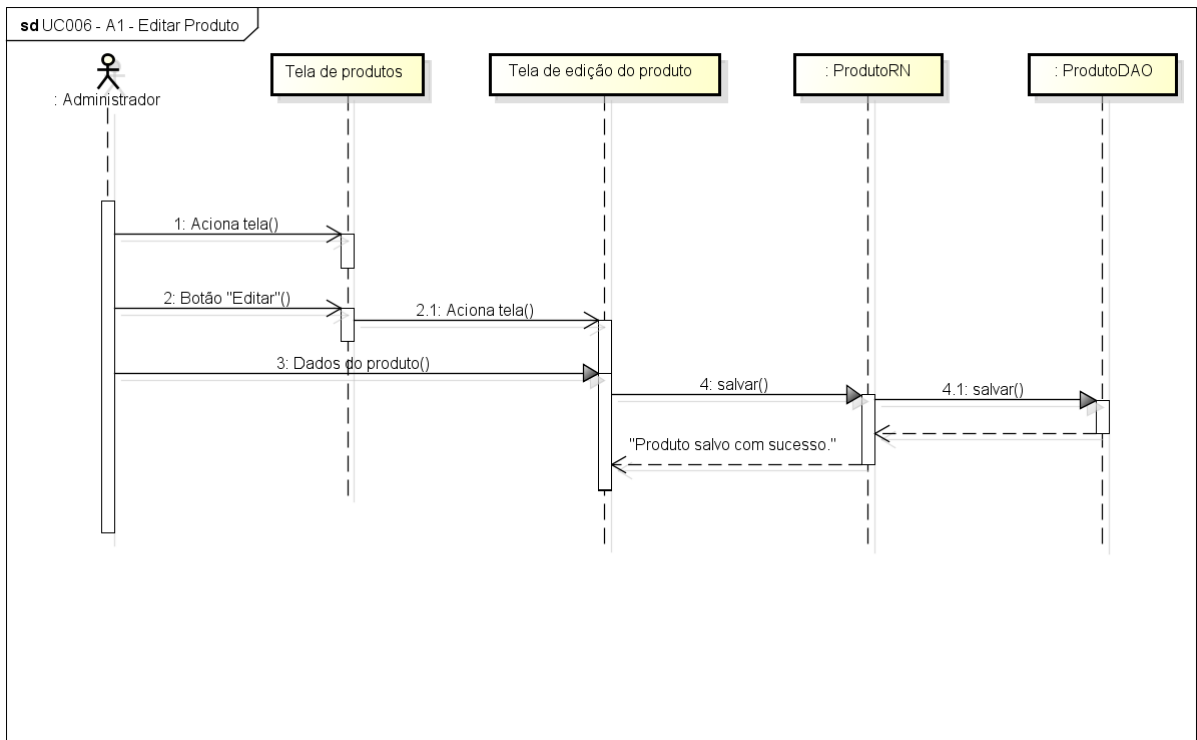 sd UC006 - A1 - Editar Produto
: Administrador
Tela de produtos
Tela de edição do produto
: ProdutoRN
: ProdutoDAO
1: Aciona tela()
2: Botão "Editar"()
2.1: Aciona tela()
3: Dados do produto()
4: salvar()
4.1: salvar()
"Produto salvo com sucesso."